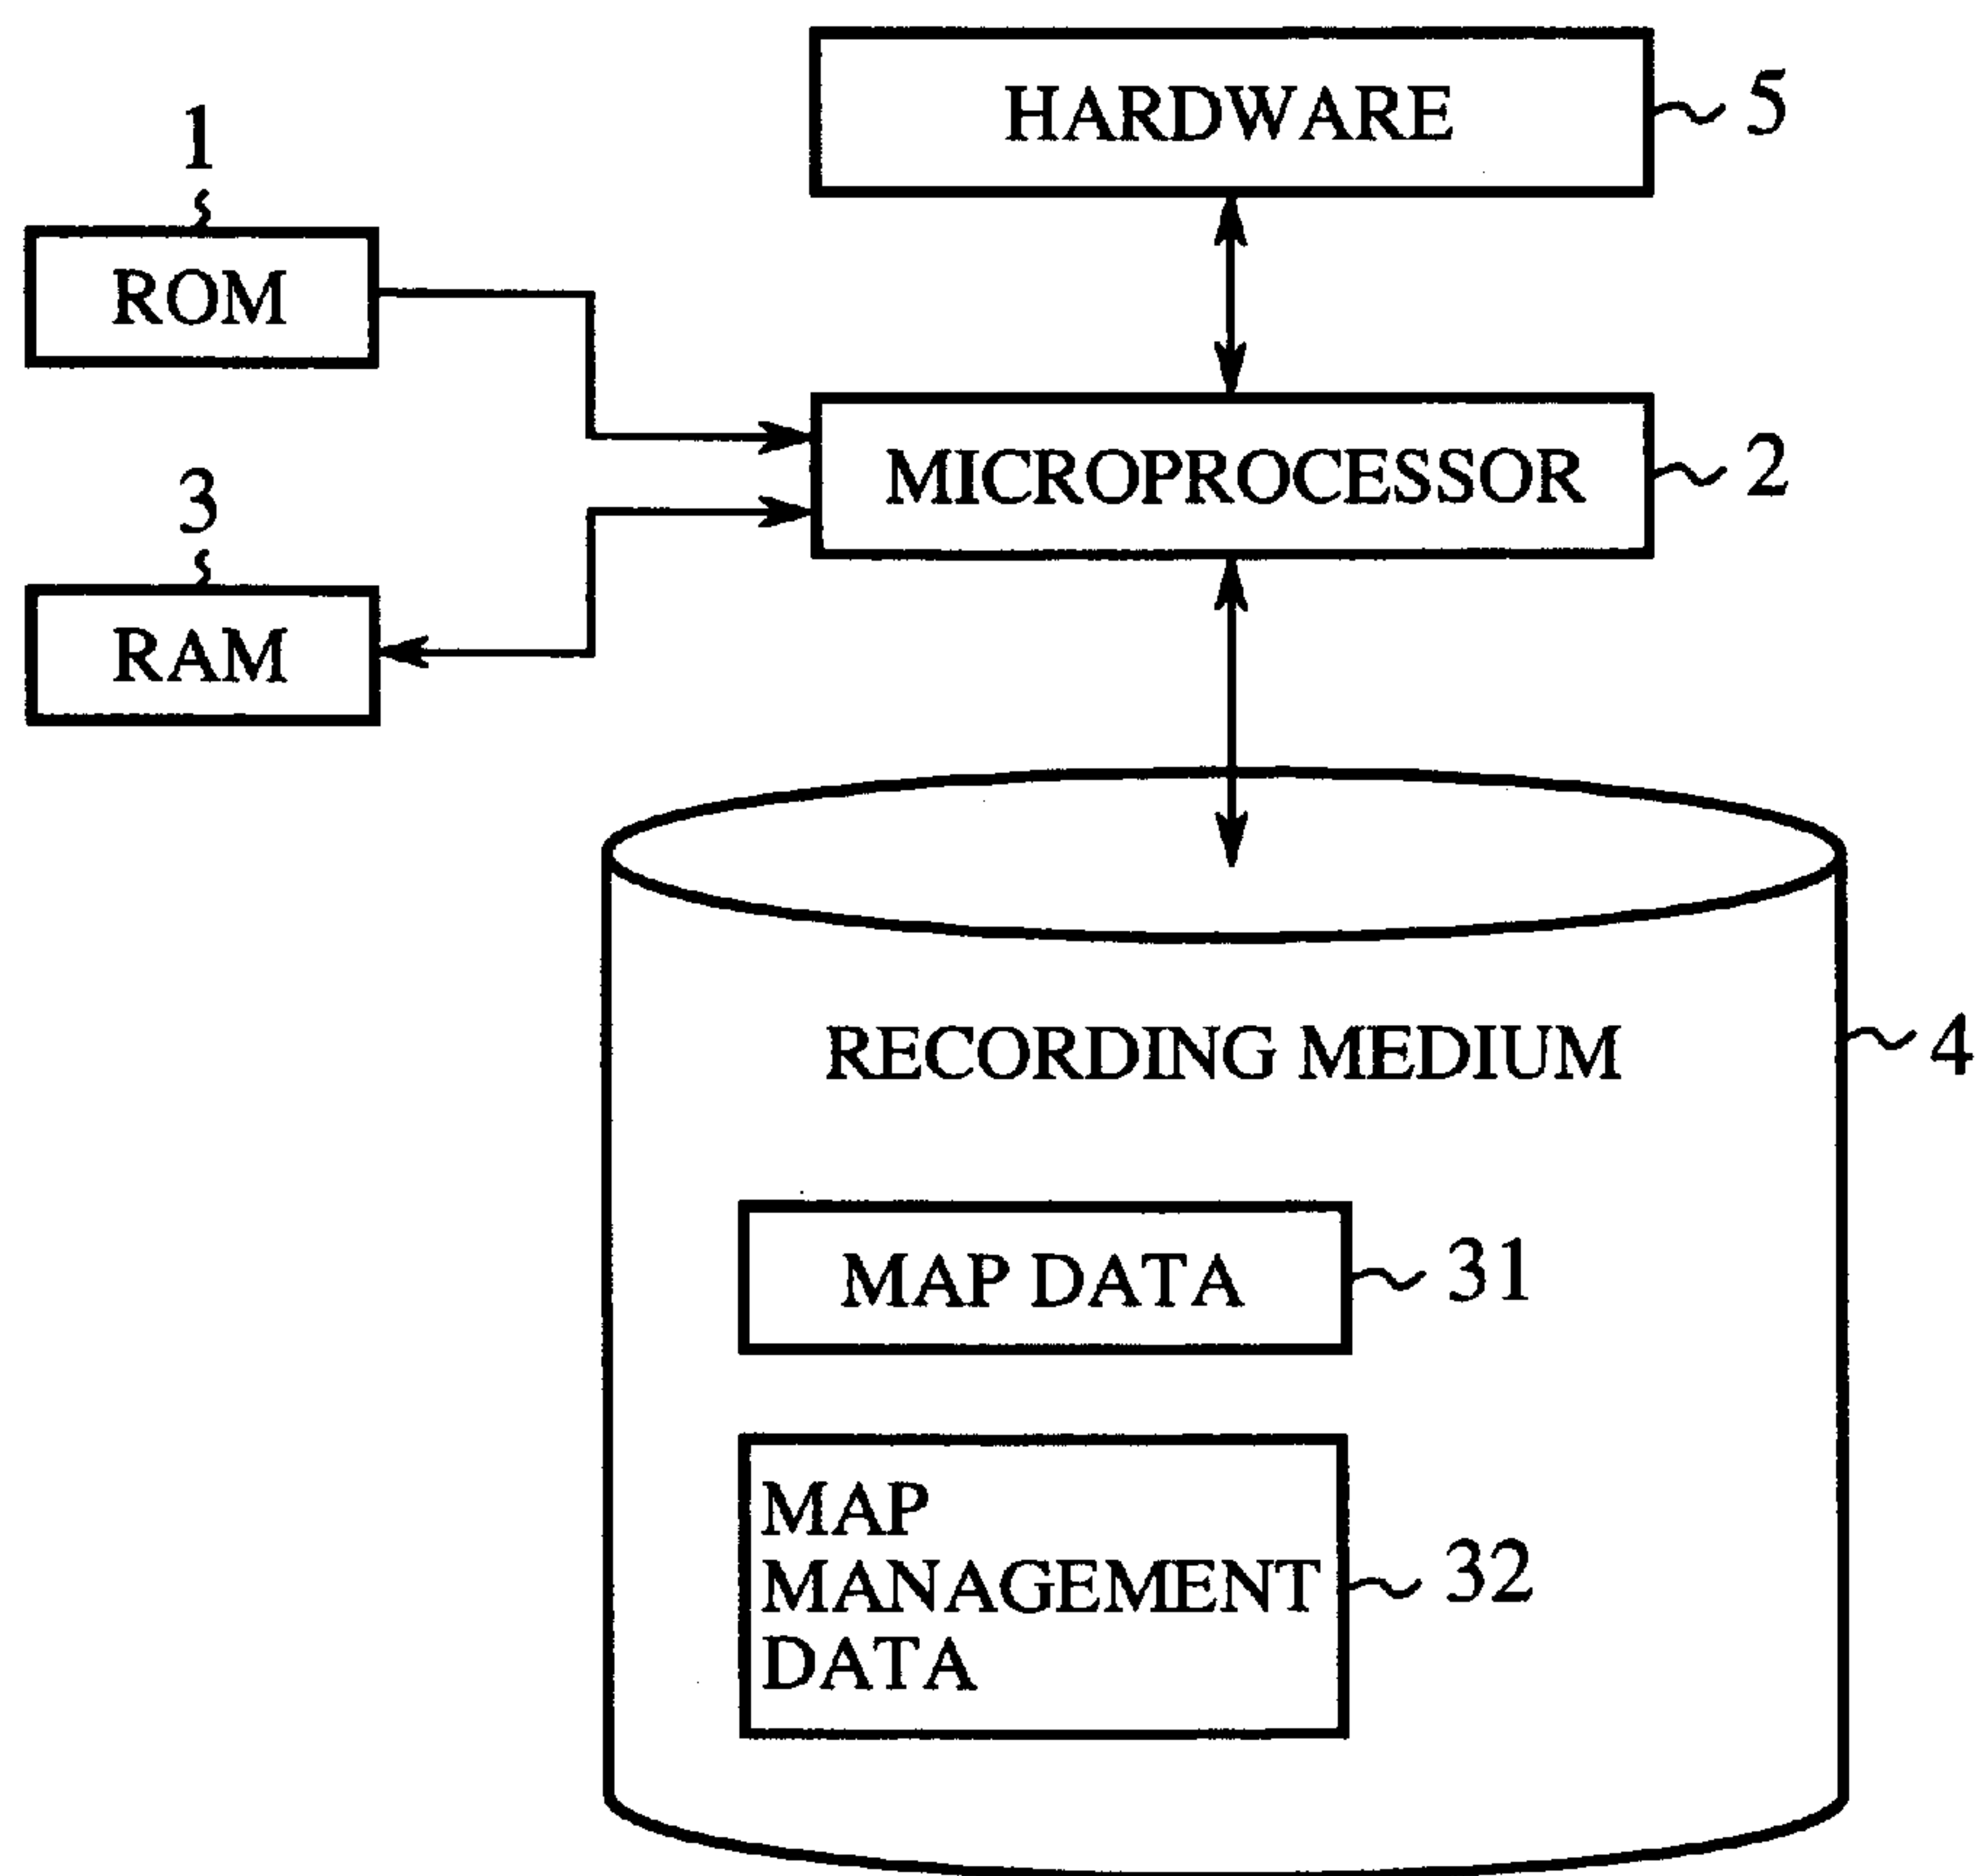 HARDWARE
5
1
ROM
MICROPROCESSOR
2
3
RAM
RECORDING MEDIUM
4
MAP DATA
31
MAP
MANAGEMENT
DATA
32